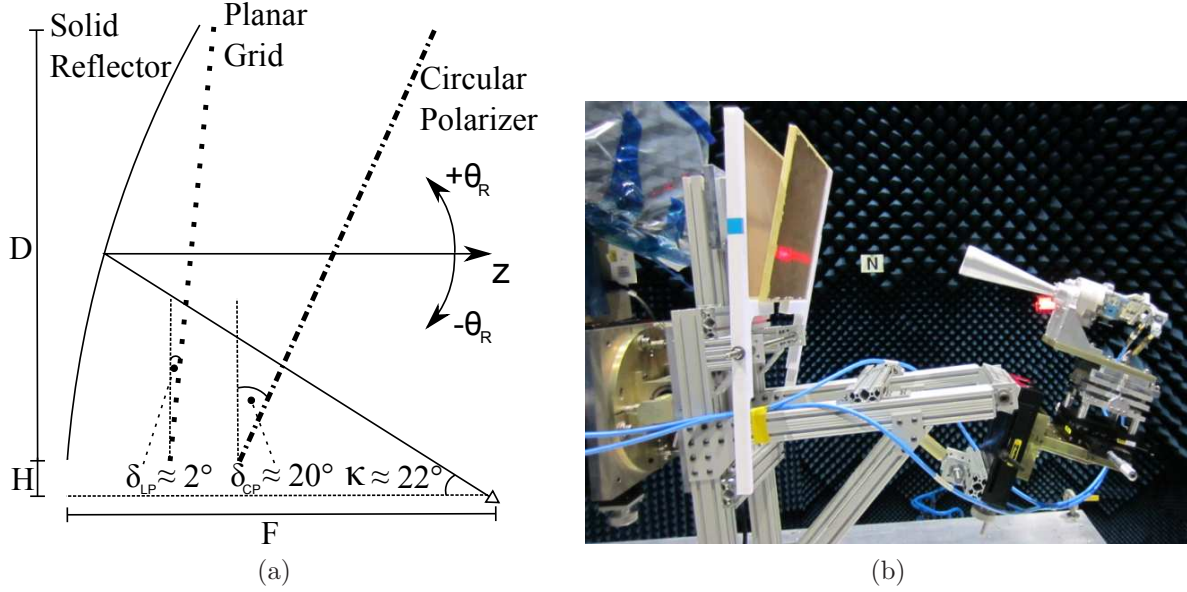 Solid
Reflector
Planar
Grid
Circular
Polarizer
+θR
D
z
-θR
H
δLP ≈ 2°
δCP ≈ 20°
κ ≈ 22°
F
(a)
N
(b)